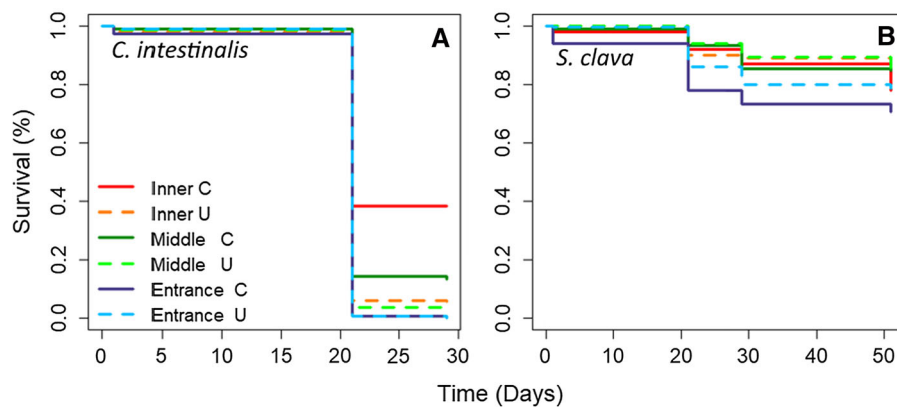 A
B
C. intestinalis
S. clava
Survival (%)
1.0
0.8
0.6
0.4
0.2
0.0
1.0
0.8
0.6
0.4
0.2
0.0
Inner C
Inner U
Middle C
Middle U
Entrance C
Entrance U
0 5 10 15 20 25 30
0 10 20 30 40 50
Time (Days)